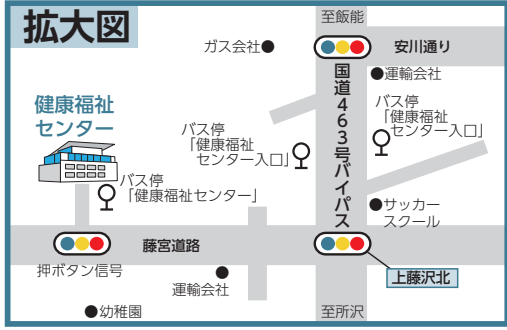 拡大図
至飯能
ガス会社●
安川通り
●運輸会社
国道463号バイパス
健康福祉
センター
バス停
「健康福祉
センター入口」
バス停
「健康福祉
センター入口」
バス停
「健康福祉センター」
●サッカー
スクール
藤宮道路
押ボタン信号
●
運輸会社
上藤沢北
●幼稚園
至所沢